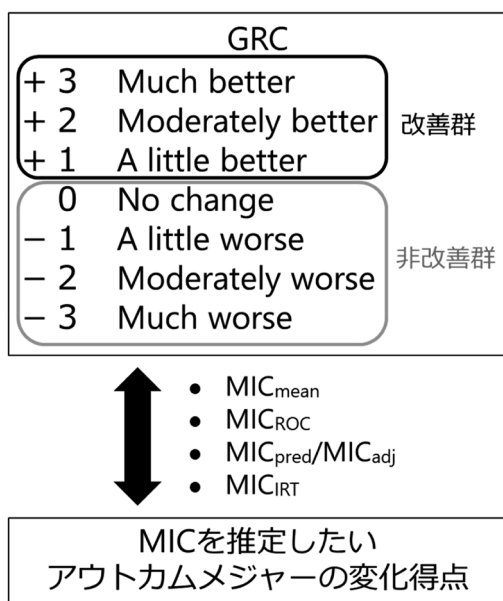 GRC
+ 3 Much better
+ 2 Moderately better
+ 1 A little better
改善群
0 No change
− 1 A little worse
− 2 Moderately worse
− 3 Much worse
非改善群
• MICmean
• MICROC
• MICpred/MICadj
• MICIRT
MICを推定したい
アウトカムメジャーの変化得点